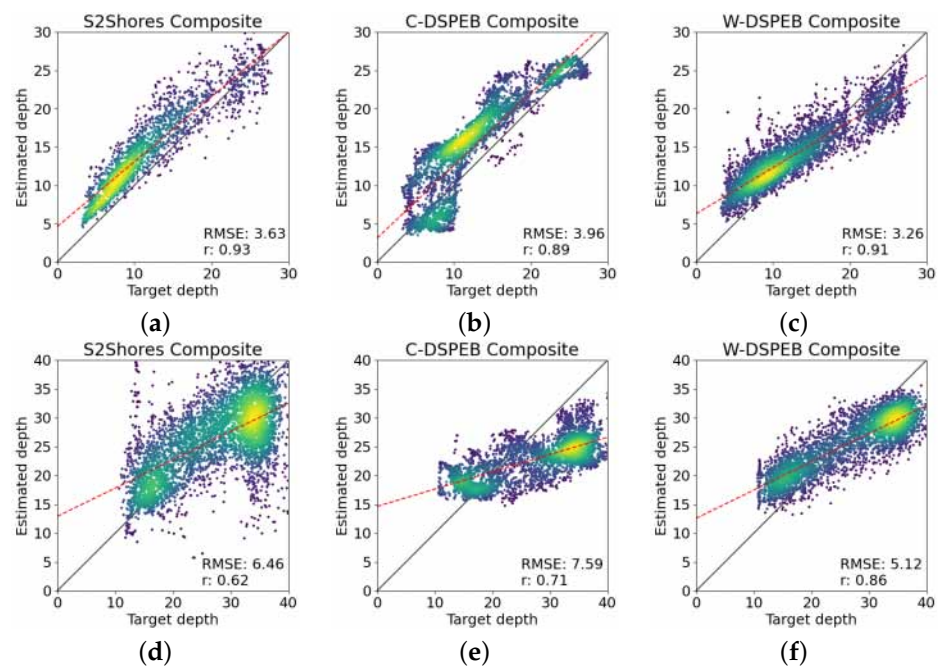 S2Shores Composite
30
25
20
15
10
5
0
Estimated depth
RMSE: 3.63
r: 0.93
0 10 20 30
Target depth
(a)
C-DSPEB Composite
30
25
20
15
10
5
0
Estimated depth
RMSE: 3.96
r: 0.89
0 10 20 30
Target depth
(b)
W-DSPEB Composite
30
25
20
15
10
5
0
Estimated depth
RMSE: 3.26
r: 0.91
0 10 20 30
Target depth
(c)
S2Shores Composite
40
35
30
25
20
15
10
5
0
Estimated depth
RMSE: 6.46
r: 0.62
0 10 20 30 40
Target depth
(d)
C-DSPEB Composite
40
35
30
25
20
15
10
5
0
Estimated depth
RMSE: 7.59
r: 0.71
0 10 20 30 40
Target depth
(e)
W-DSPEB Composite
40
35
30
25
20
15
10
5
0
Estimated depth
RMSE: 5.12
r: 0.86
0 10 20 30 40
Target depth
(f)